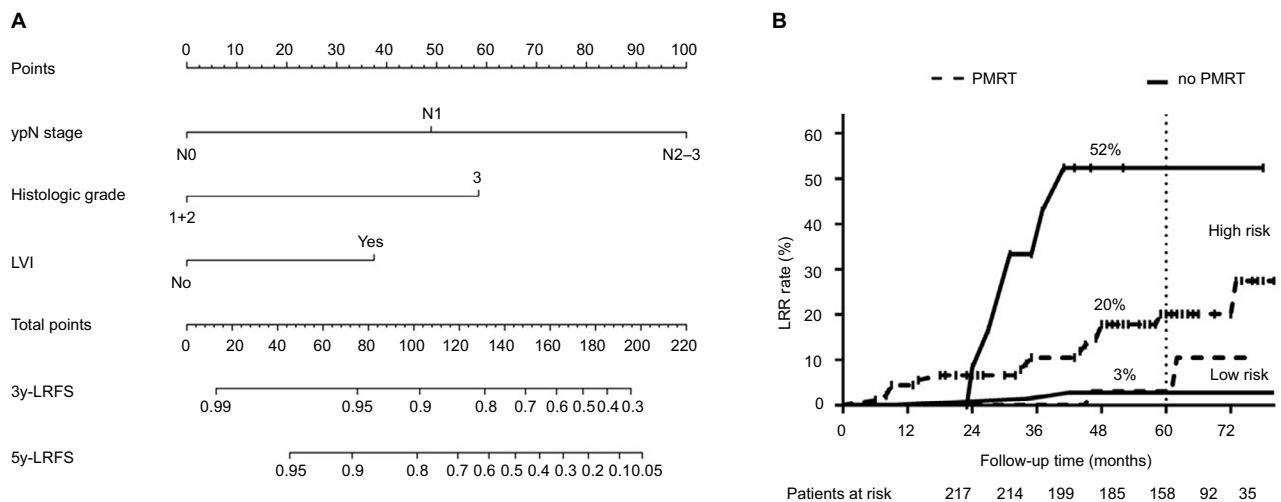 A
0 10 20 30 40 50 60 70 80 90 100
Points
N1
ypN stage
N0 N2–3
3
Histologic grade
1+2
Yes
LVI
No
Total points
0 20 40 60 80 100 120 140 160 180 200 220
3y-LRFS
0.99 0.95 0.9 0.8 0.7 0.6 0.5 0.4 0.3
5y-LRFS
0.95 0.9 0.8 0.7 0.6 0.5 0.4 0.3 0.2 0.10 0.05
B
PMRT no PMRT
60
52%
50
LRR rate (%)
40
High risk
30
20%
20
10
3% Low risk
0
0 12 24 36 48 60 72
Follow-up time (months)
Patients at risk 217 214 199 185 158 92 35